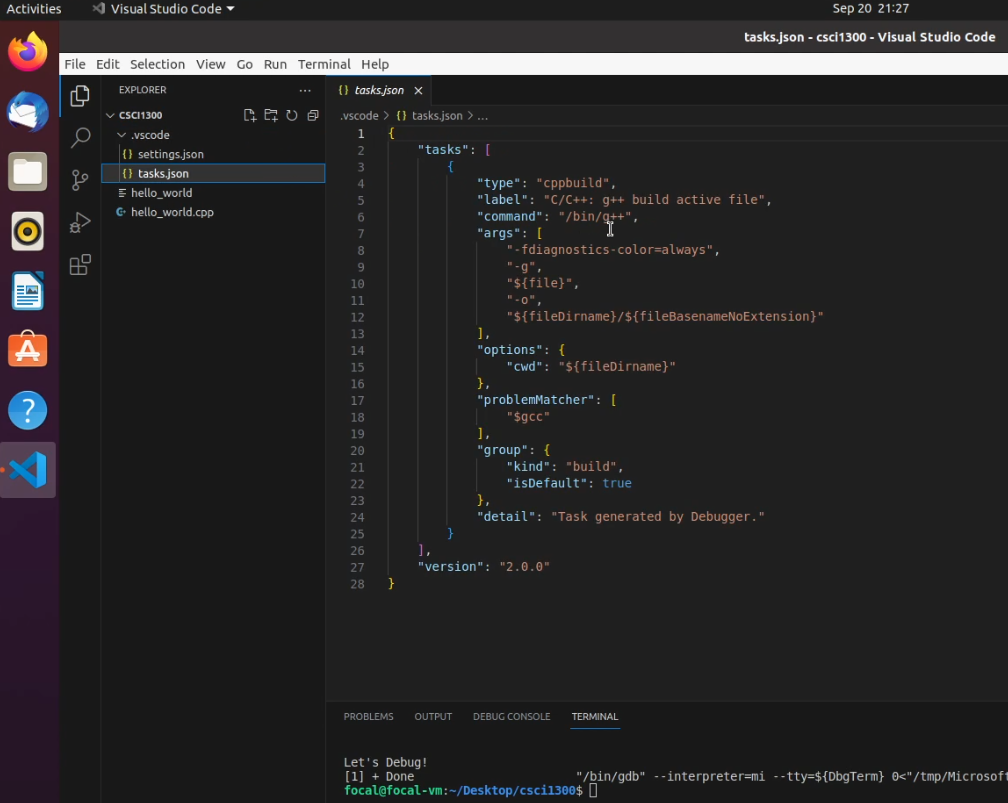 Activities
Visual Studio Code
Sep 20 21:27
tasks.json - csci1300 - Visual Studio Code
File Edit Selection View Go Run Terminal Help
EXPLORER
CSCI1300
.vscode
{} settings.json
{} tasks.json
hello_world
hello_world.cpp
{} tasks.json
.vscode > {} tasks.json > ...
1 {
2 "tasks": [
3 {
4 "type": "cppbuild",
5 "label": "C/C++: g++ build active file",
6 "command": "/bin/g++",
7 "args": [
8 "-fdiagnostics-color=always",
9 "-g",
10 "${file}",
11 "-o",
12 "${fileDirname}/${fileBasenameNoExtension}"
13 ],
14 "options": {
15 "cwd": "${fileDirname}"
16 },
17 "problemMatcher": [
18 "$gcc"
19 ],
20 "group": {
21 "kind": "build",
22 "isDefault": true
23 },
24 "detail": "Task generated by Debugger."
25 }
26 ],
27 "version": "2.0.0"
28 }
PROBLEMS OUTPUT DEBUG CONSOLE TERMINAL
Let's Debug!
[1] + Done "/bin/gdb" --interpreter=mi --tty=${DbgTerm} 0<"/tmp/Microsoft
focal@focal-vm:~/Desktop/csci1300$